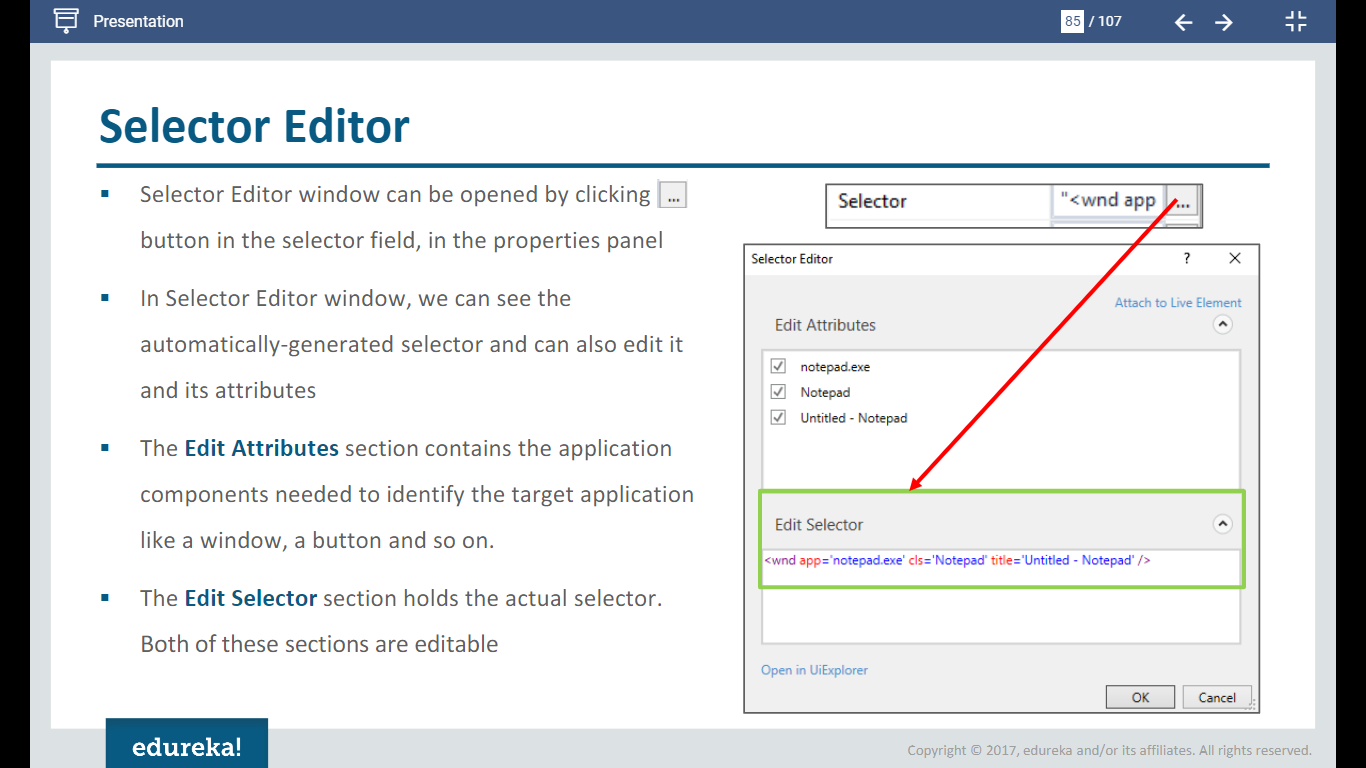 Presentation
85 / 107
Selector Editor
Selector Editor window can be opened by clicking ...
button in the selector field, in the properties panel
In Selector Editor window, we can see the
automatically-generated selector and can also edit it
and its attributes
The Edit Attributes section contains the application
components needed to identify the target application
like a window, a button and so on.
The Edit Selector section holds the actual selector.
Both of these sections are editable
Selector "<wnd app ...
Selector Editor ?
Attach to Live Element
Edit Attributes
notepad.exe
Notepad
Untitled - Notepad
Edit Selector
<wnd app='notepad.exe' cls='Notepad' title='Untitled - Notepad' />
Open in UiExplorer
OK Cancel
edureka!
Copyright © 2017, edureka and/or its affiliates. All rights reserved.